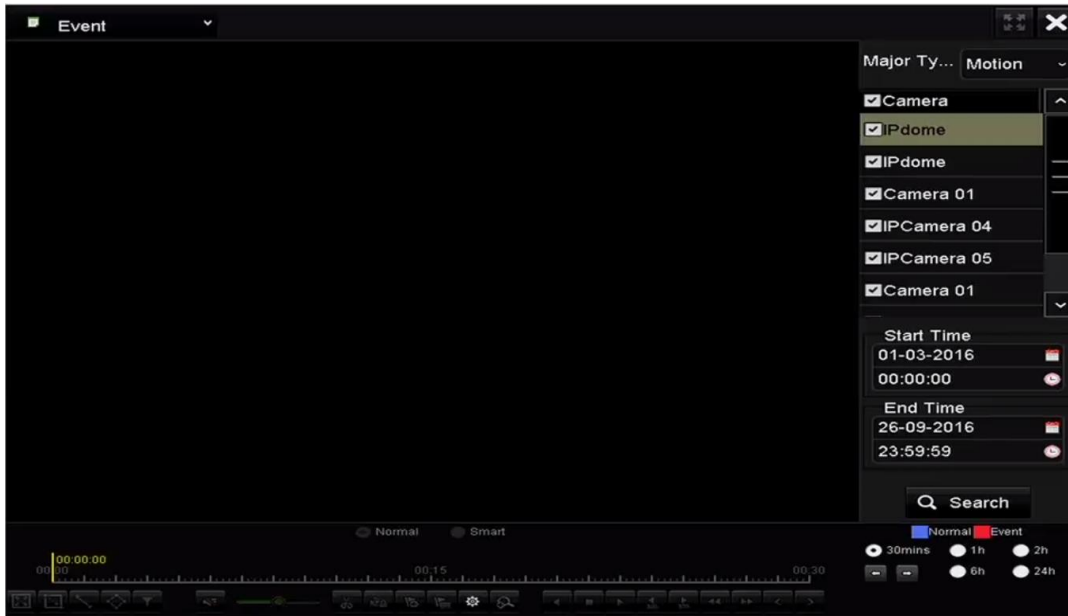 Event
Major Ty... Motion
Camera
IPdome
IPdome
Camera 01
IPCamera 04
IPCamera 05
Camera 01
Start Time
01-03-2016
00:00:00
End Time
26-09-2016
23:59:59
Search
Normal Smart
Normal Event
00:00:00
00:00 00:15 00:30
30mins 1h 2h
6h 24h